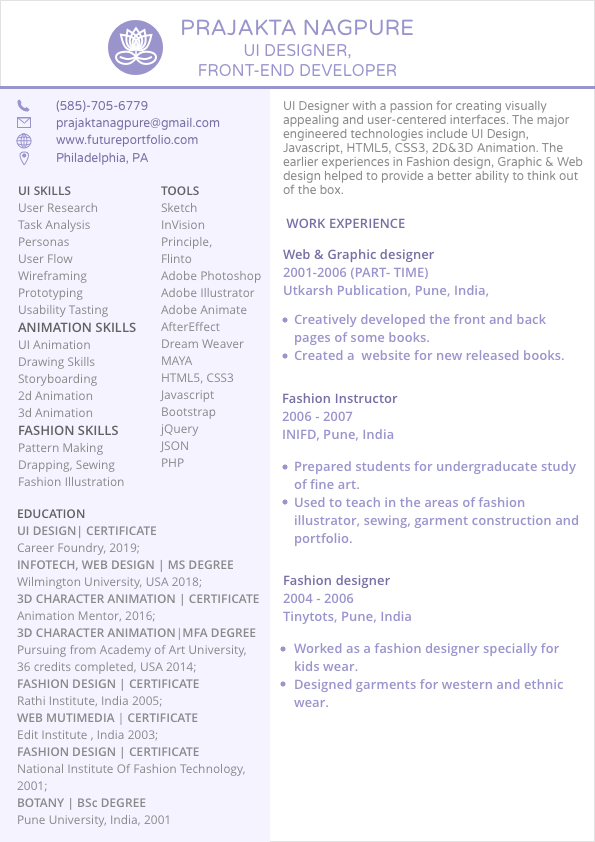 PRAJAKTA NAGPURE
UI DESIGNER,
FRONT-END DEVELOPER
(585)-705-6779
prajaktanagpure@gmail.com
www.futureportfolio.com
Philadelphia, PA
UI SKILLS
User Research
Task Analysis
Personas
User Flow
Wireframing
Prototyping
Usability Tasting
ANIMATION SKILLS
UI Animation
Drawing Skills
Storyboarding
2d Animation
3d Animation
FASHION SKILLS
Pattern Making
Drapping, Sewing
Fashion Illustration
TOOLS
Sketch
InVision
Principle,
Flinto
Adobe Photoshop
Adobe Illustrator
Adobe Animate
AfterEffect
Dream Weaver
MAYA
HTML5, CSS3
Javascript
Bootstrap
jQuery
JSON
PHP
EDUCATION
UI DESIGN| CERTIFICATE
Career Foundry, 2019;
INFOTECH, WEB DESIGN | MS DEGREE
Wilmington University, USA 2018;
3D CHARACTER ANIMATION | CERTIFICATE
Animation Mentor, 2016;
3D CHARACTER ANIMATION|MFA DEGREE
Pursuing from Academy of Art University,
36 credits completed, USA 2014;
FASHION DESIGN | CERTIFICATE
Rathi Institute, India 2005;
WEB MUTIMEDIA | CERTIFICATE
Edit Institute , India 2003;
FASHION DESIGN | CERTIFICATE
National Institute Of Fashion Technology,
2001;
BOTANY | BSc DEGREE
Pune University, India, 2001
UI Designer with a passion for creating visually
appealing and user-centered interfaces. The major
engineered technologies include UI Design,
Javascript, HTML5, CSS3, 2D&3D Animation. The
earlier experiences in Fashion design, Graphic & Web
design helped to provide a better ability to think out
of the box.
WORK EXPERIENCE
Web & Graphic designer
2001-2006 (PART- TIME)
Utkarsh Publication, Pune, India,
• Creatively developed the front and back
pages of some books.
• Created a website for new released books.
Fashion Instructor
2006 - 2007
INIFD, Pune, India
• Prepared students for undergraduate study
of fine art.
• Used to teach in the areas of fashion
illustrator, sewing, garment construction and
portfolio.
Fashion designer
2004 - 2006
Tinytots, Pune, India
• Worked as a fashion designer specially for
kids wear.
• Designed garments for western and ethnic
wear.